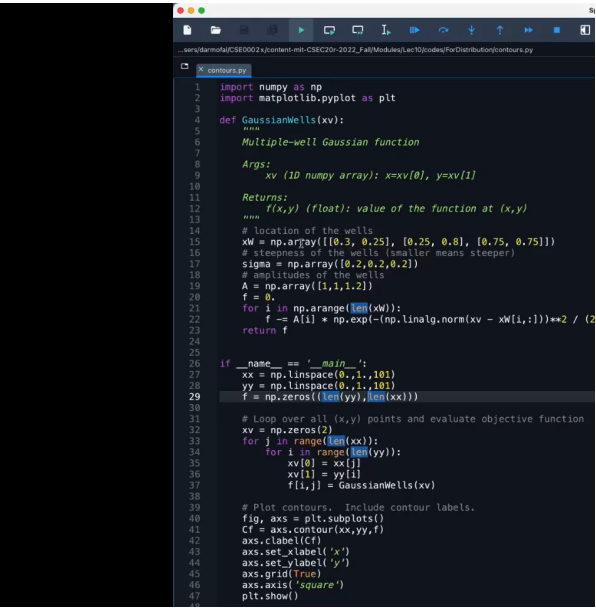 Sp
...sers/darmofal/CSE0002x/content-mit-CSEC20r-2022_Fall/Modules/Lec10/codes/ForDistribution/contours.py
contours.py
1 import numpy as np
2 import matplotlib.pyplot as plt
3
4 def GaussianWells(xv):
5 """
6 Multiple-well Gaussian function
7
8 Args:
9 xv (1D numpy array): x=xv[0], y=xv[1]
10
11 Returns:
12 f(x,y) (float): value of the function at (x,y)
13 """
14 # location of the wells
15 xW = np.array([[0.3, 0.25], [0.25, 0.8], [0.75, 0.75]])
16 # steepness of the wells (smaller means steeper)
17 sigma = np.array([0.2,0.2,0.2])
18 # amplitudes of the wells
19 A = np.array([1,1,1.2])
20 f = 0.
21 for i in np.arange(len(xW)):
22 f -= A[i] * np.exp(-(np.linalg.norm(xv - xW[i,:]))**2 / (2
23 return f
24
25
26 if __name__ == '__main__':
27 xx = np.linspace(0.,1.,101)
28 yy = np.linspace(0.,1.,101)
29 f = np.zeros((len(yy),len(xx)))
30
31 # Loop over all (x,y) points and evaluate objective function
32 xv = np.zeros(2)
33 for j in range(len(xx)):
34 for i in range(len(yy)):
35 xv[0] = xx[j]
36 xv[1] = yy[i]
37 f[i,j] = GaussianWells(xv)
38
39 # Plot contours. Include contour labels.
40 fig, axs = plt.subplots()
41 Cf = axs.contour(xx,yy,f)
42 axs.clabel(Cf)
43 axs.set_xlabel('x')
44 axs.set_ylabel('y')
45 axs.grid(True)
46 axs.axis('square')
47 plt.show()
48